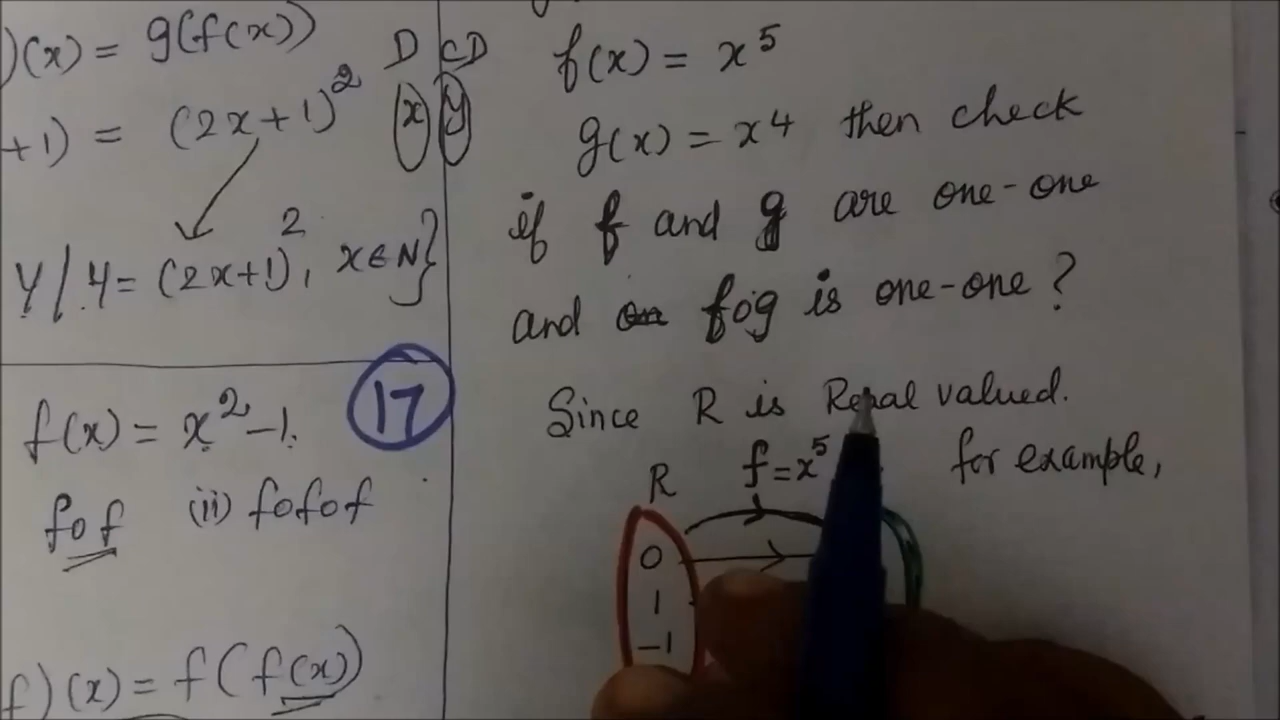 )(x) = g(f(x))
+1) = (2x+1)²
D CD
x y
Y / y = (2x+1)², x∈N}
17
f(x) = x²-1.
fof (ii) fofof
f)(x) = f(f(x))
f(x) = x⁵
g(x) = x⁴ then check
if f and g are one-one
and fog is one-one?
Since R is Real valued.
R f=x⁵ for example,
0
1
-1